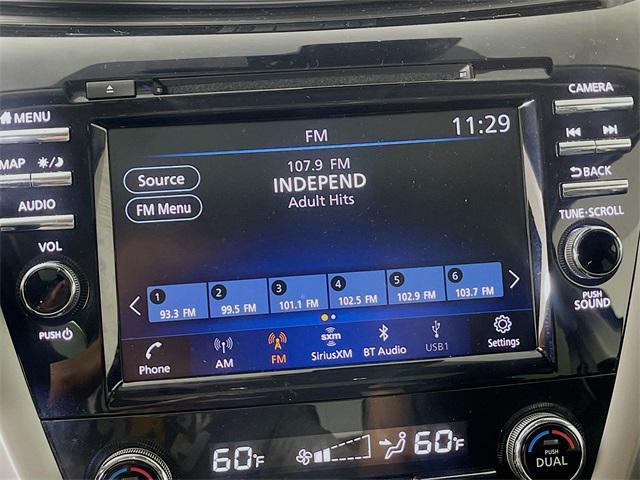 MENU
MAP
AUDIO
VOL
PUSH
FM
11:29
107.9 FM
INDEPEND
Adult Hits
Source
FM Menu
1 93.3 FM
2 99.5 FM
3 101.1 FM
4 102.5 FM
5 102.9 FM
6 103.7 FM
Phone
AM
FM
sxm
SiriusXM
BT Audio
USB1
Settings
CAMERA
BACK
TUNE·SCROLL
PUSH
SOUND
60°F
60°F
PUSH
DUAL